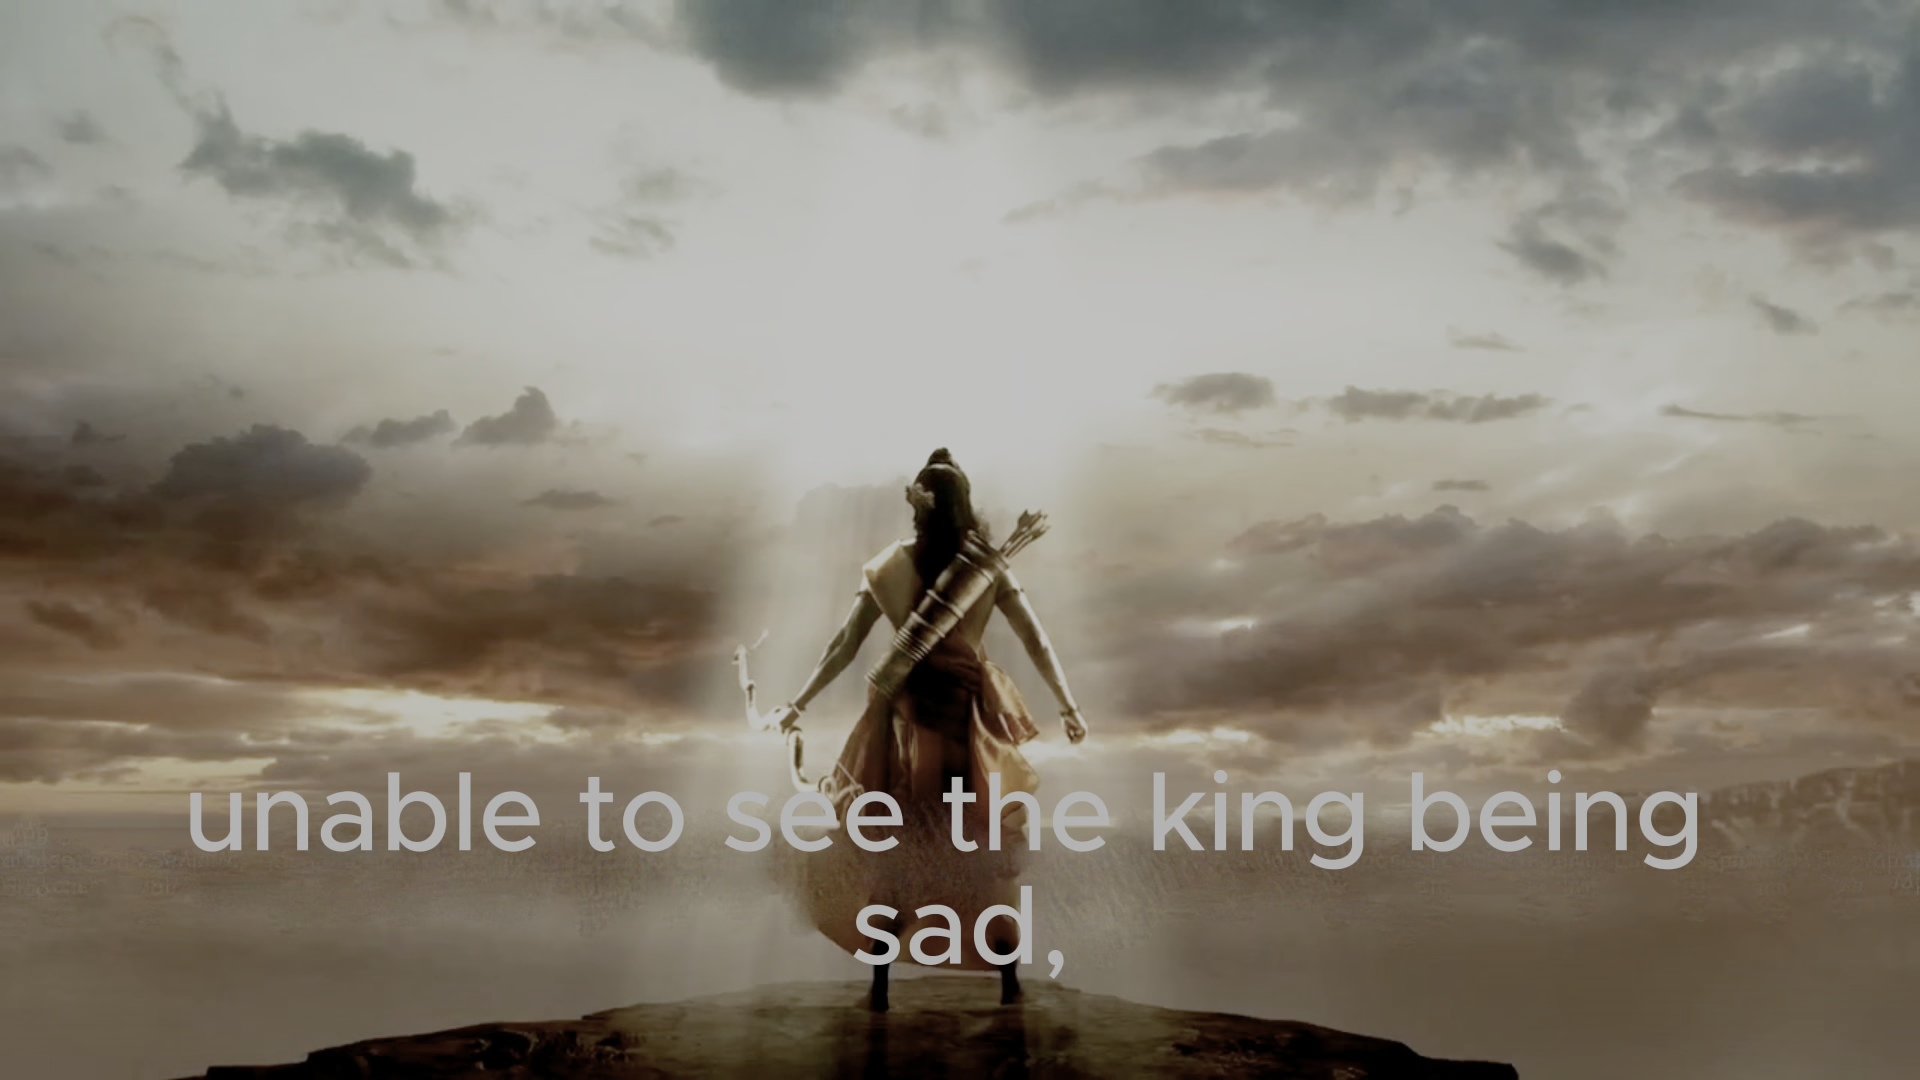 unable to see the king being
sad,